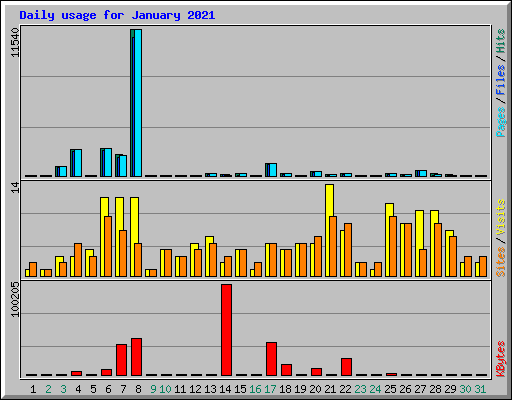 Daily usage for January 2021
11540
Pages / Files / Hits
14
Sites / Visits
100205
KBytes
1 2 3 4 5 6 7 8 9 10 11 12 13 14 15 16 17 18 19 20 21 22 23 24 25 26 27 28 29 30 31